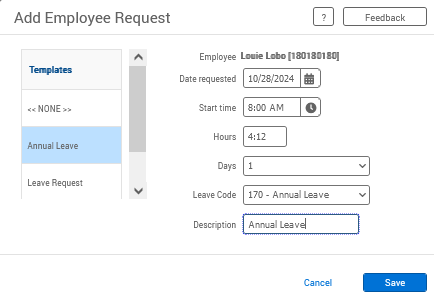 Add Employee Request
?
Feedback
Templates
<< NONE >>
Annual Leave
Leave Request
Employee Louie Lobo [180180180]
Date requested 10/28/2024
Start time 8:00 AM
Hours 4:12
Days 1
Leave Code 170 - Annual Leave
Description Annual Leave
Cancel
Save